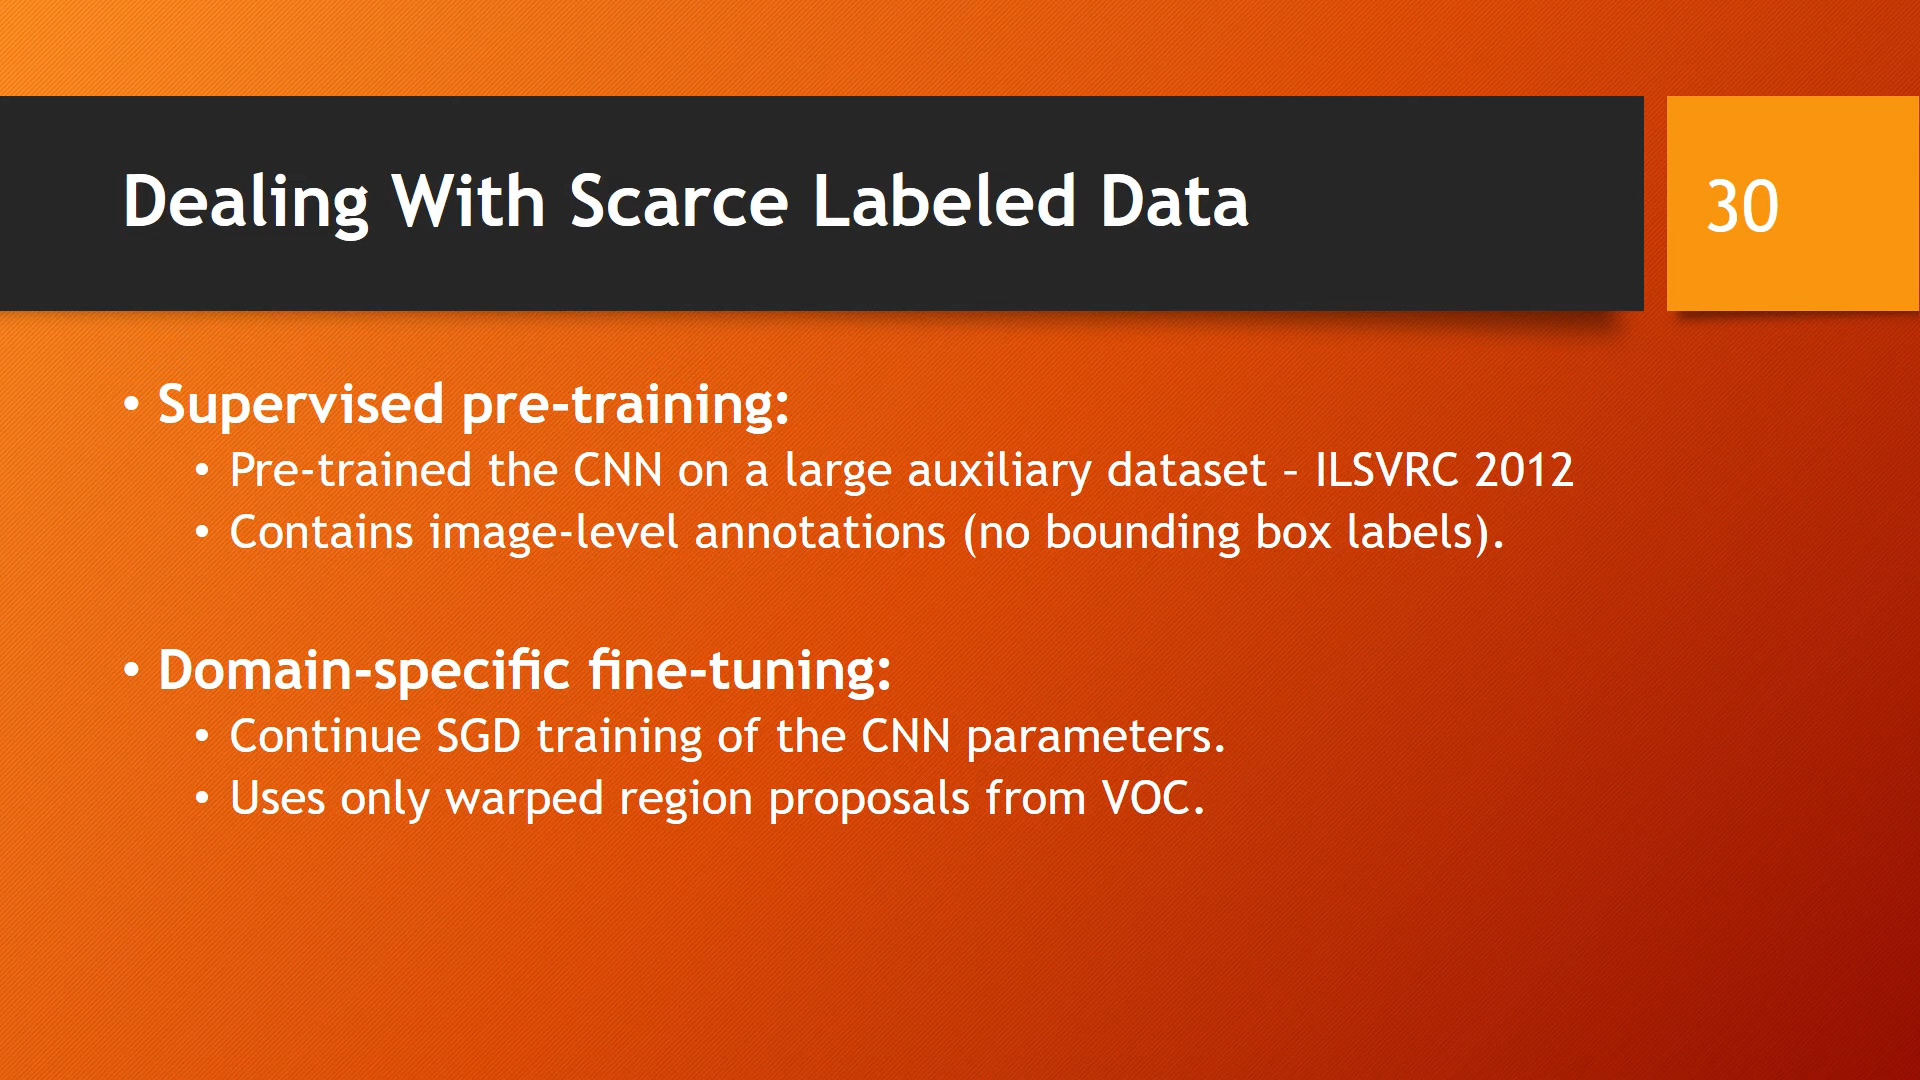 Dealing With Scarce Labeled Data
30
• Supervised pre-training:
• Pre-trained the CNN on a large auxiliary dataset – ILSVRC 2012
• Contains image-level annotations (no bounding box labels).
• Domain-specific fine-tuning:
• Continue SGD training of the CNN parameters.
• Uses only warped region proposals from VOC.